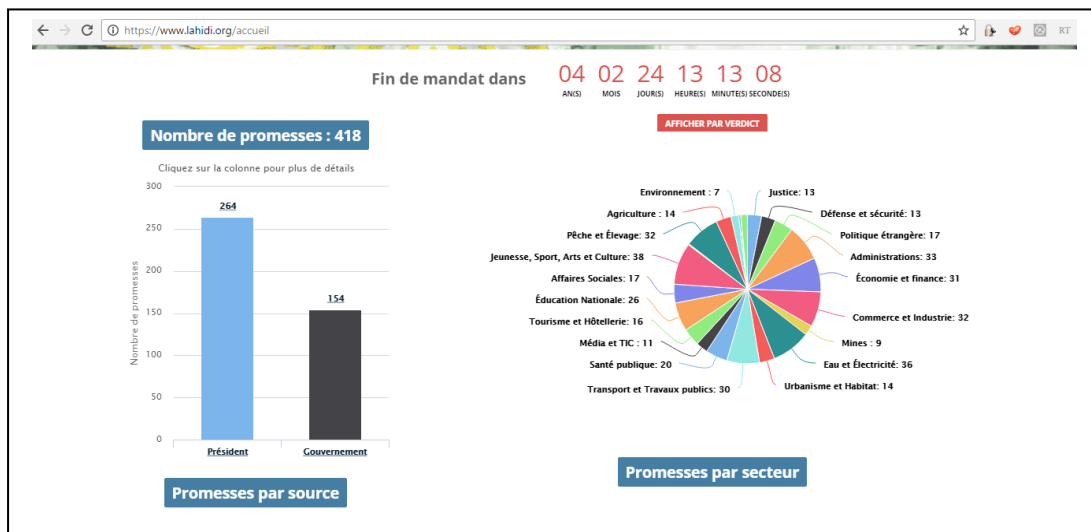 https://www.lahidi.org/accueil
RT
Fin de mandat dans
04 02 24 13 13 08
AN(S) MOIS JOUR(S) HEURE(S) MINUTE(S) SECONDE(S)
AFFICHER PAR VERDICT
Nombre de promesses : 418
Cliquez sur la colonne pour plus de détails
Nombre de promesses
300
250
200
150
100
50
0
264
154
Président
Gouvernement
Promesses par source
Environnement : 7
Justice: 13
Agriculture : 14
Défense et sécurité: 13
Pêche et Élevage: 32
Politique étrangère: 17
Jeunesse, Sport, Arts et Culture: 38
Administrations: 33
Affaires Sociales: 17
Économie et finance: 31
Éducation Nationale: 26
Commerce et Industrie: 32
Tourisme et Hôtellerie: 16
Mines : 9
Média et TIC : 11
Eau et Électricité: 36
Santé publique: 20
Urbanisme et Habitat: 14
Transport et Travaux publics: 30
Promesses par secteur